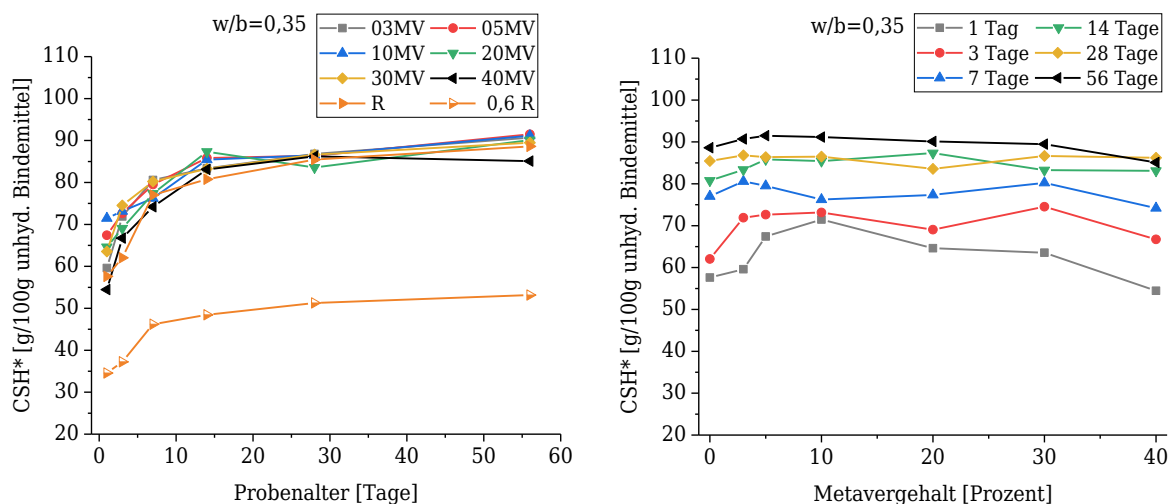 w/b=0,35
03MV 05MV
10MV 20MV
30MV 40MV
R 0,6 R
CSH* [g/100g unhyd. Bindemittel]
110
100
90
80
70
60
50
40
30
20
0 10 20 30 40 50 60
Probenalter [Tage]
w/b=0,35
1 Tag 14 Tage
3 Tage 28 Tage
7 Tage 56 Tage
CSH* [g/100g unhyd. Bindemittel]
110
100
90
80
70
60
50
40
30
20
0 10 20 30 40
Metavergehalt [Prozent]